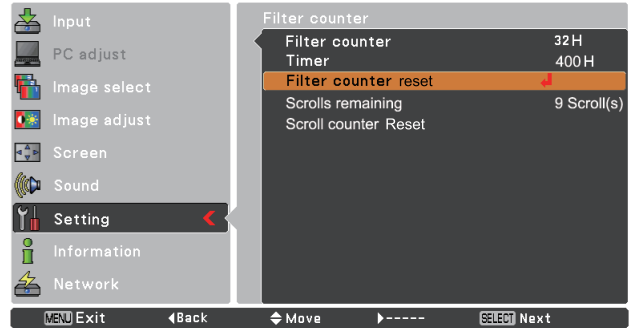 Input
PC adjust
Image select
Image adjust
Screen
Sound
Setting
Information
Network
Filter counter
Filter counter 32H
Timer 400H
Filter counter reset
Scrolls remaining 9 Scroll(s)
Scroll counter Reset
MENU Exit Back Move ----- SELECT Next